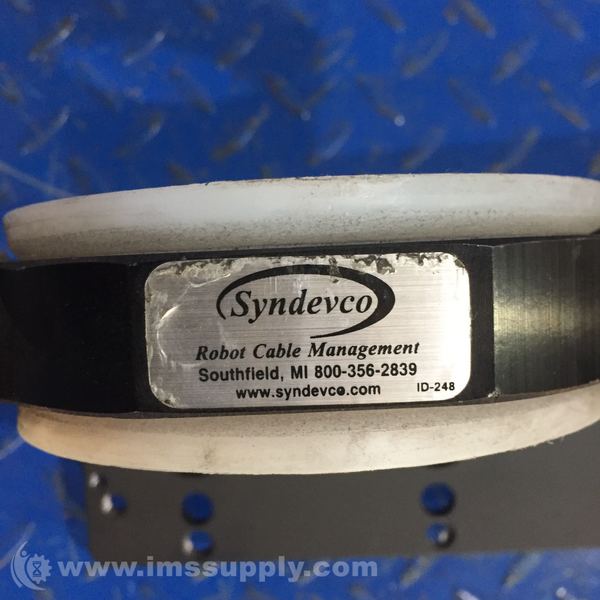 Syndevco
Robot Cable Management
Southfield, MI 800-356-2839
www.syndevco.com
ID-248
www.imssupply.com